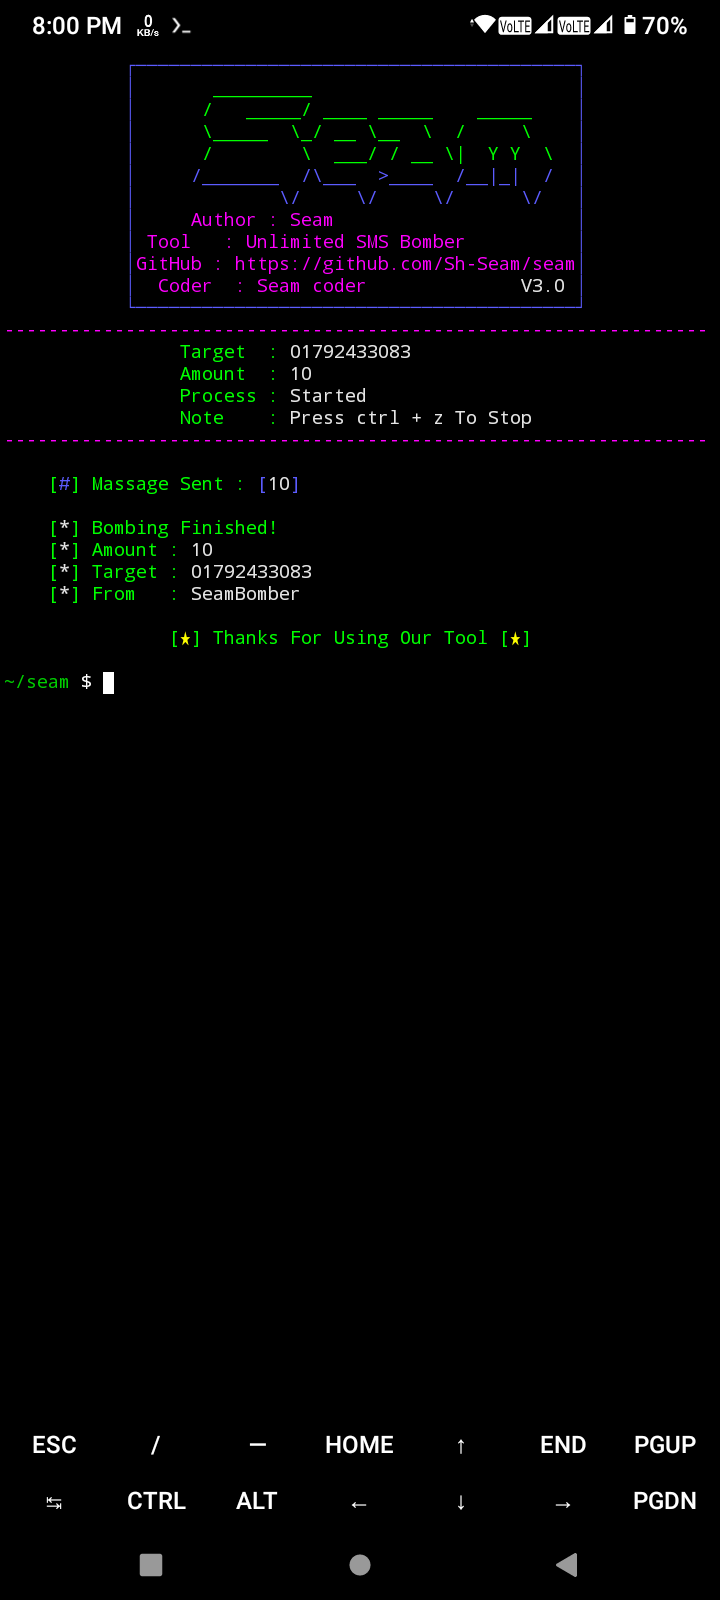 8:00 PM 0 KB/s VoLTE VoLTE 70%
Seam
Author : Seam
Tool : Unlimited SMS Bomber
GitHub : https://github.com/Sh-Seam/seam
Coder : Seam coder V3.0
Target : 01792433083
Amount : 10
Process : Started
Note : Press ctrl + z To Stop
[#] Massage Sent : [10]
[*] Bombing Finished!
[*] Amount : 10
[*] Target : 01792433083
[*] From : SeamBomber
[★] Thanks For Using Our Tool [★]
~/seam $
ESC / — HOME ↑ END PGUP
↹ CTRL ALT ← ↓ → PGDN